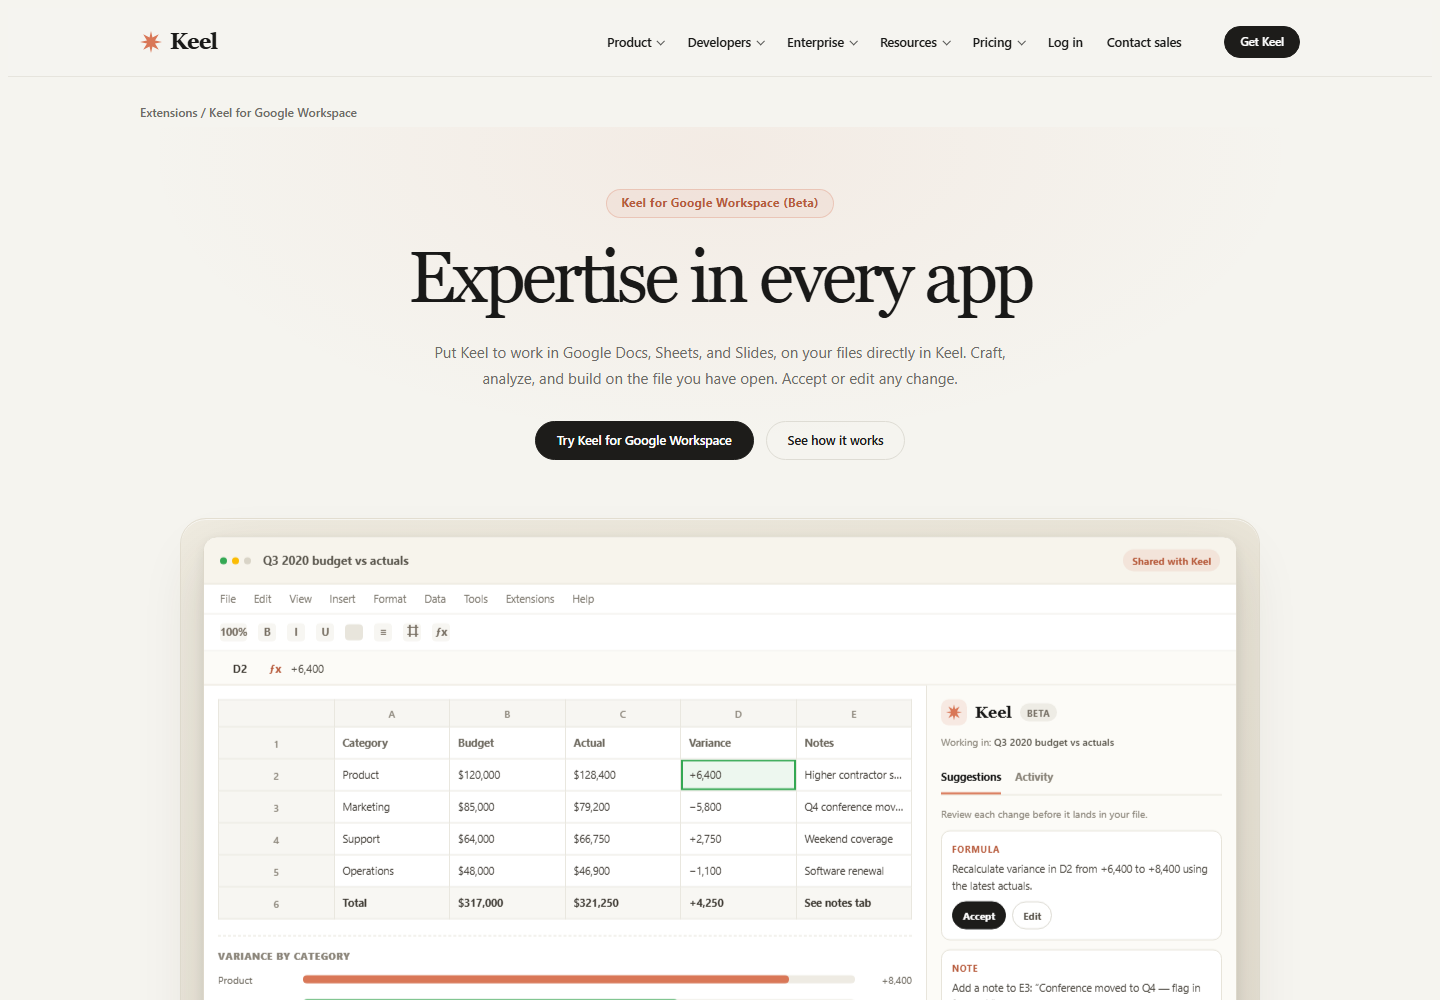 Keel
Product Developers Enterprise Resources Pricing Log in Contact sales Get Keel
Extensions / Keel for Google Workspace
Keel for Google Workspace (Beta)
Expertise in every app
Put Keel to work in Google Docs, Sheets, and Slides, on your files directly in Keel. Craft,
analyze, and build on the file you have open. Accept or edit any change.
Try Keel for Google Workspace See how it works
Q3 2020 budget vs actuals Shared with Keel
File Edit View Insert Format Data Tools Extensions Help
100% B I U ≡ ƒx
D2 ƒx +6,400
A B C D E
1 Category Budget Actual Variance Notes
2 Product $120,000 $128,400 +6,400 Higher contractor s...
3 Marketing $85,000 $79,200 −5,800 Q4 conference mov...
4 Support $64,000 $66,750 +2,750 Weekend coverage
5 Operations $48,000 $46,900 −1,100 Software renewal
6 Total $317,000 $321,250 +4,250 See notes tab
VARIANCE BY CATEGORY
Product +8,400
Keel BETA
Working in: Q3 2020 budget vs actuals
Suggestions Activity
Review each change before it lands in your file.
FORMULA
Recalculate variance in D2 from +6,400 to +8,400 using
the latest actuals.
Accept Edit
NOTE
Add a note to E3: “Conference moved to Q4 — flag in